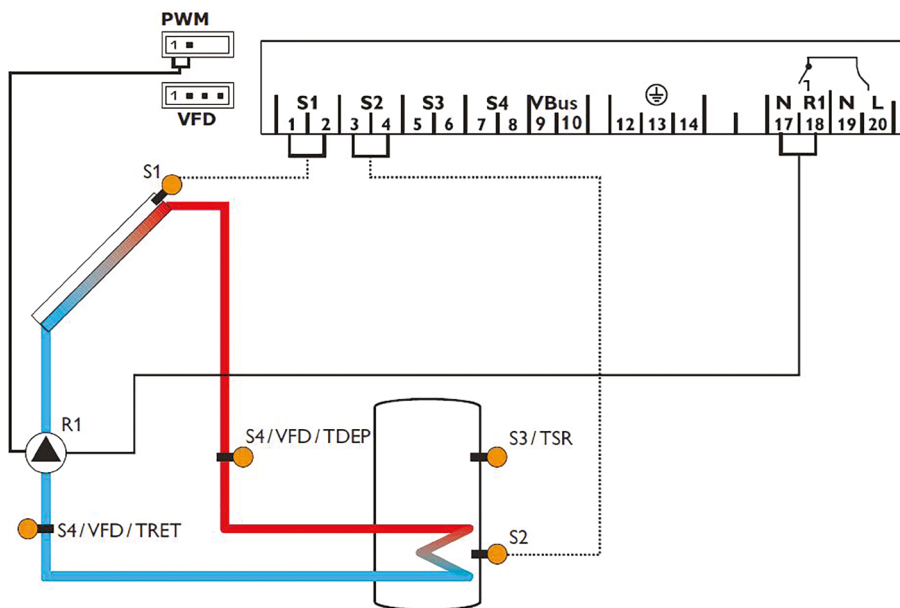 PWM
1
1
VFD
S1 S2 S3 S4 VBus N R1 N L
1 2 3 4 5 6 7 8 9 10 12 13 14 17 18 19 20
S1
R1
S4/VFD/TDEP
S3/TSR
S4/VFD/TRET
S2